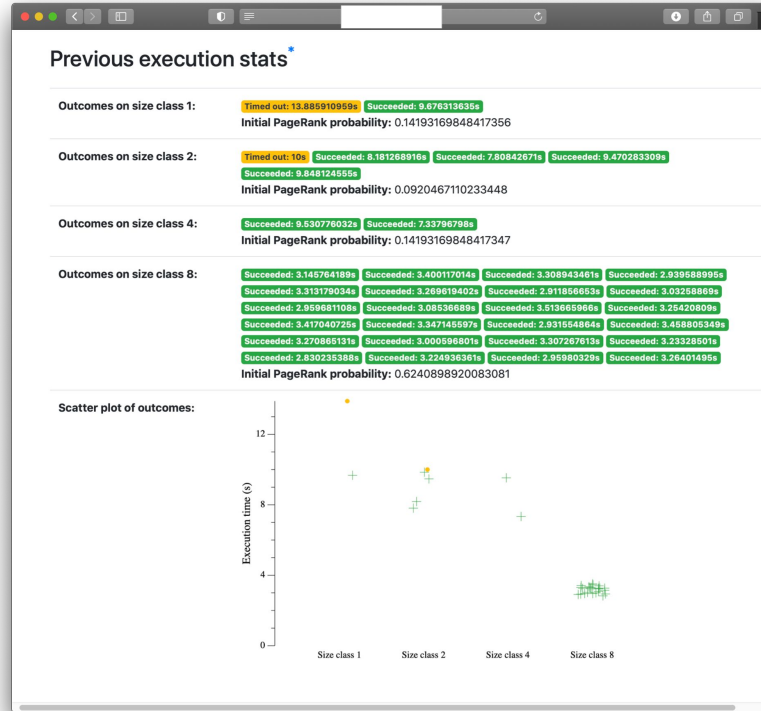 Previous execution stats*
Outcomes on size class 1:
Timed out: 13.885910959s Succeeded: 9.676313635s
Initial PageRank probability: 0.14193169848417356
Outcomes on size class 2:
Timed out: 10s Succeeded: 8.181268916s Succeeded: 7.80842671s Succeeded: 9.470283309s
Succeeded: 9.848124555s
Initial PageRank probability: 0.0920467110233448
Outcomes on size class 4:
Succeeded: 9.530776032s Succeeded: 7.33796798s
Initial PageRank probability: 0.14193169848417347
Outcomes on size class 8:
Succeeded: 3.145764189s Succeeded: 3.400117014s Succeeded: 3.308943461s Succeeded: 2.939588995s
Succeeded: 3.313179034s Succeeded: 3.269619402s Succeeded: 2.911856653s Succeeded: 3.03258869s
Succeeded: 2.959681108s Succeeded: 3.08536689s Succeeded: 3.513665966s Succeeded: 3.25420809s
Succeeded: 3.417040725s Succeeded: 3.347145597s Succeeded: 2.931554864s Succeeded: 3.458805349s
Succeeded: 3.270865131s Succeeded: 3.000596801s Succeeded: 3.307267613s Succeeded: 3.23328501s
Succeeded: 2.830235388s Succeeded: 3.224936361s Succeeded: 2.95980329s Succeeded: 3.26401495s
Initial PageRank probability: 0.6240898920083081
Scatter plot of outcomes:
Execution time (s)
12
8
4
0
Size class 1 Size class 2 Size class 4 Size class 8